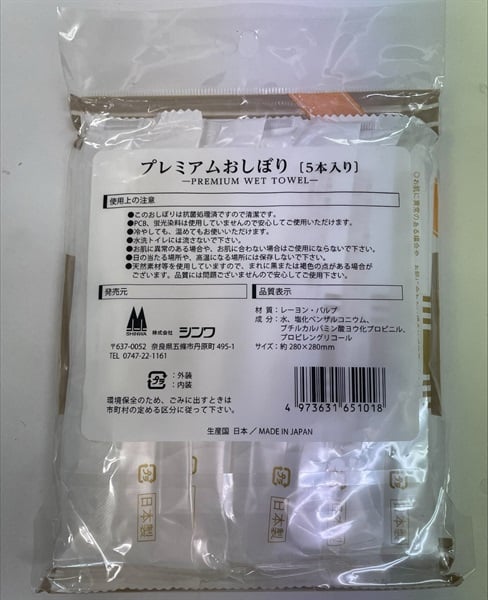 プレミアムおしぼり [5本入り]
—PREMIUM WET TOWEL—
使用上の注意
●このおしぼりは抗菌処理済ですので清潔です。
●PCB、蛍光染料は使用していませんので安心してご使用いただけます。
●冷やしても、温めてもお使いいただけます。
●水洗トイレには流さないで下さい。
●お肌に異常のある場合や、お肌に合わない場合はご使用にならないで下さい。
●日の当たる場所や、高温になる場所には保存しないで下さい。
●天然素材等を使用していますので、まれに黒または褐色の点がある場合が
ございます。品質には問題ございませんので安心してご使用下さい。
発売元
SHINWA
株式会社 シンワ
〒637-0052 奈良県五條市丹原町495-1
TEL 0747-22-1161
プラ
:外装
:内装
環境保全のため、ごみに出すときは
市町村の定める区分に従って下さい。
品質表示
材 質:レーヨン・パルプ
成 分:水、塩化ベンザルコニウム、
ブチルカルバミン酸ヨウ化プロピニル、
プロピレングリコール
サイズ:約280×280mm
4 973631 651018
生産国 日本／MADE IN JAPAN
プラ
日本製
プラ
プラ
日本製
プラ
日本製